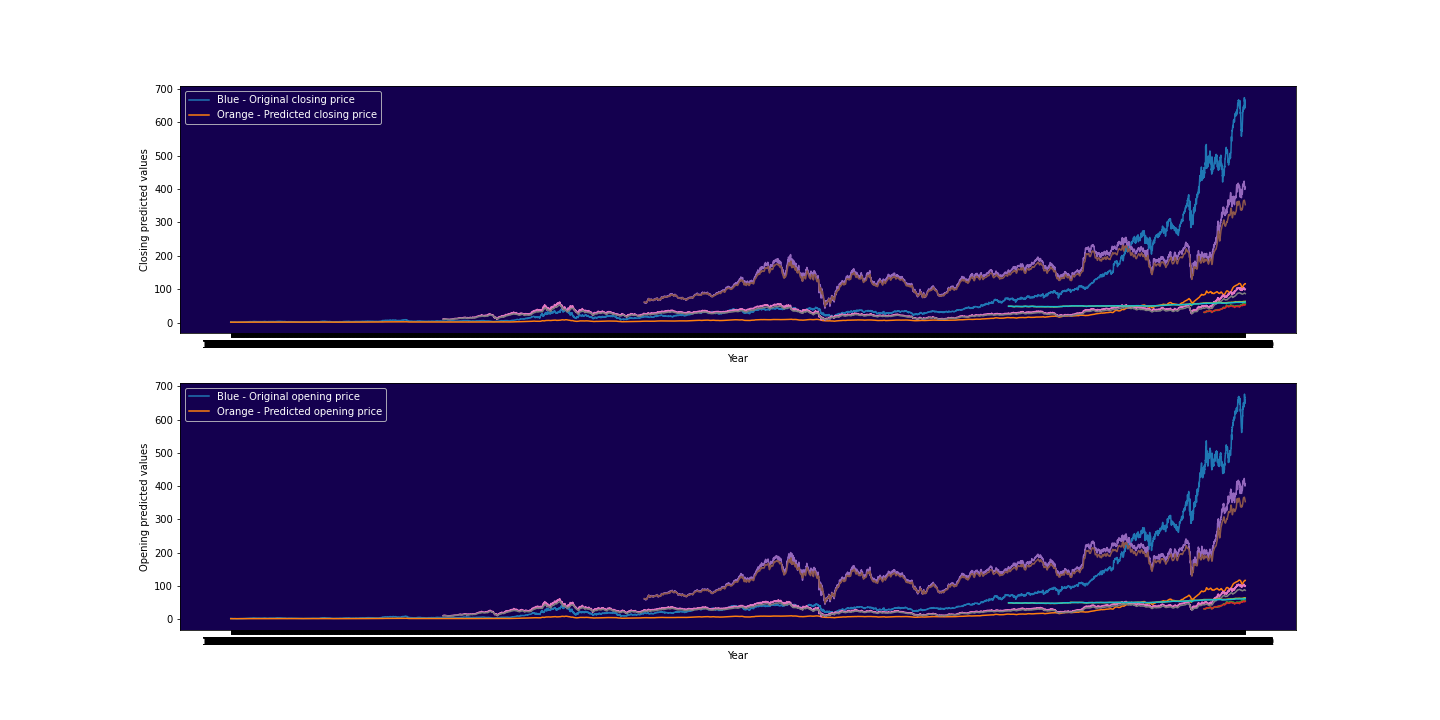 700
600
500
400
300
200
100
0
Closing predicted values
Blue - Original closing price
Orange - Predicted closing price
Year
700
600
500
400
300
200
100
0
Opening predicted values
Blue - Original opening price
Orange - Predicted opening price
Year